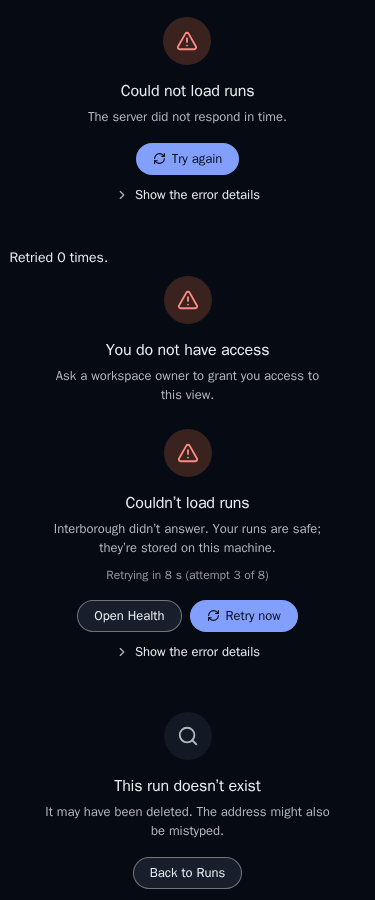 Could not load runs
The server did not respond in time.
Try again
Show the error details
Retried 0 times.
You do not have access
Ask a workspace owner to grant you access to
this view.
Couldn’t load runs
Interborough didn’t answer. Your runs are safe;
they’re stored on this machine.
Retrying in 8 s (attempt 3 of 8)
Open Health
Retry now
Show the error details
This run doesn’t exist
It may have been deleted. The address might also
be mistyped.
Back to Runs